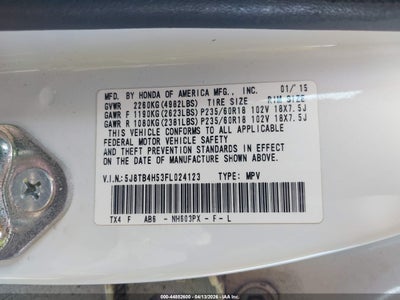 MFD. BY HONDA OF AMERICA MFG., INC. 01/15
GVWR 2260KG(4982LBS) TIRE SIZE RIM SIZE
GAWR F 1190KG(2623LBS) P235/60R18 102V 18X7.5J
GAWR R 1080KG(2381LBS) P235/60R18 102V 18X7.5J
THIS VEHICLE CONFORMS TO ALL APPLICABLE
FEDERAL MOTOR VEHICLE SAFETY
AND THEFT PREVENTION STANDARDS IN EFFECT ON
THE DATE OF MANUFACTURE SHOWN ABOVE.
V.I.N.:5J8TB4H53FL024123 TYPE: MPV
TX4 F AB6 - NH603PX - F - L
© IAA - 44852600 - 04/13/2026 - IAAI.com